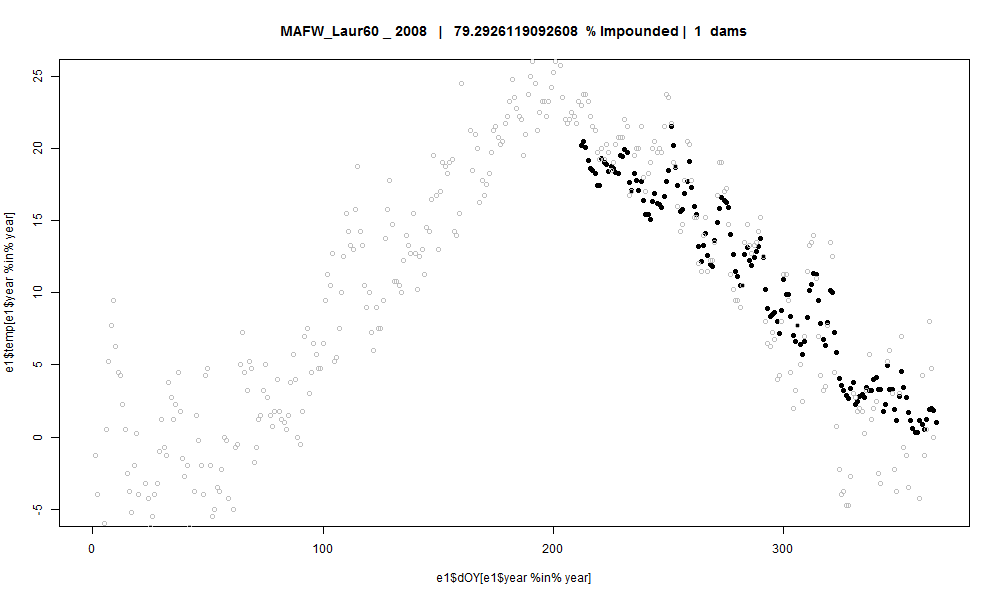 MAFW_Laur60 _ 2008 | 79.2926119092608 % Impounded | 1 dams
e1$temp[e1$year %in% year]
25
20
15
10
5
0
-5
0 100 200 300
e1$dOY[e1$year %in% year]